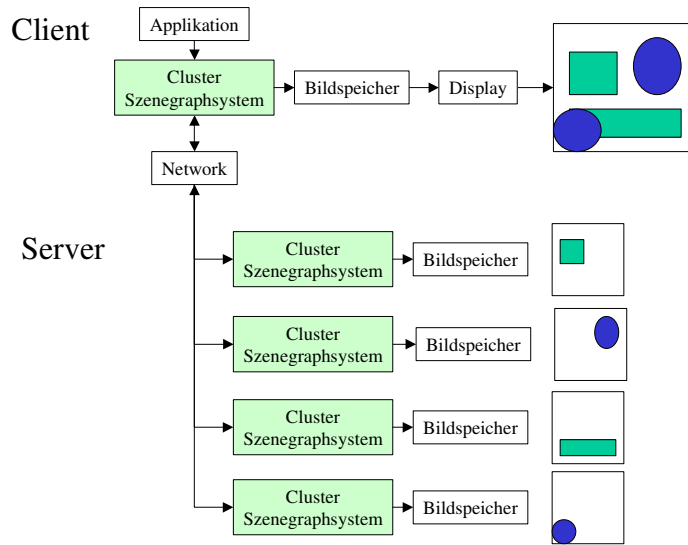 Client
Applikation
Cluster
Szenegraphsystem
Bildspeicher
Display
Network
Server
Cluster
Szenegraphsystem
Bildspeicher
Cluster
Szenegraphsystem
Bildspeicher
Cluster
Szenegraphsystem
Bildspeicher
Cluster
Szenegraphsystem
Bildspeicher